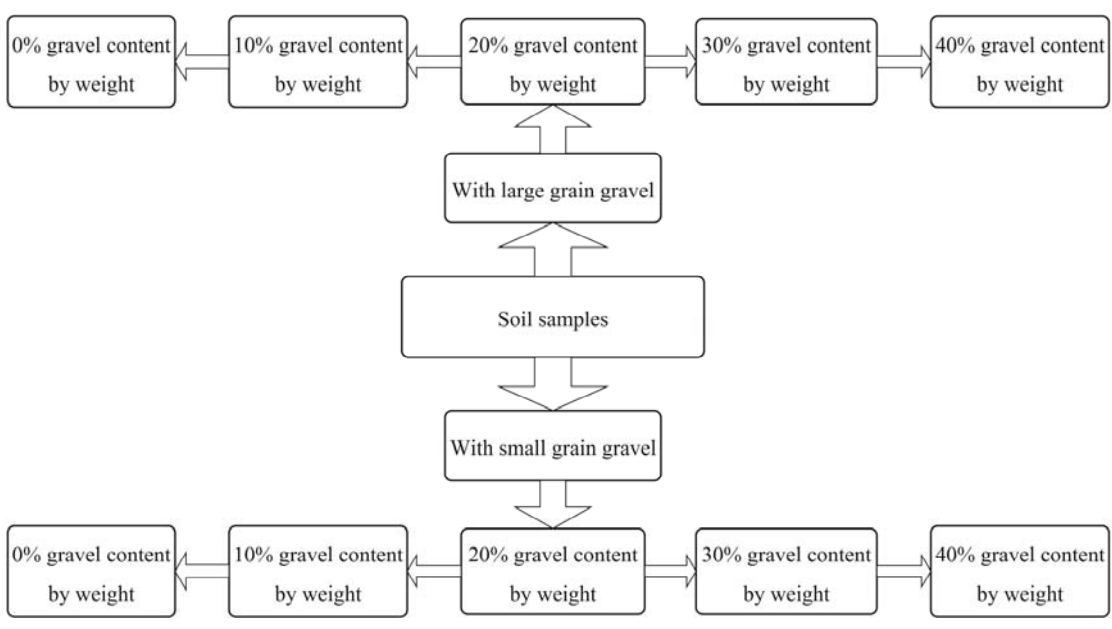 0% gravel content
by weight
10% gravel content
by weight
20% gravel content
by weight
30% gravel content
by weight
40% gravel content
by weight
With large grain gravel
Soil samples
With small grain gravel
0% gravel content
by weight
10% gravel content
by weight
20% gravel content
by weight
30% gravel content
by weight
40% gravel content
by weight